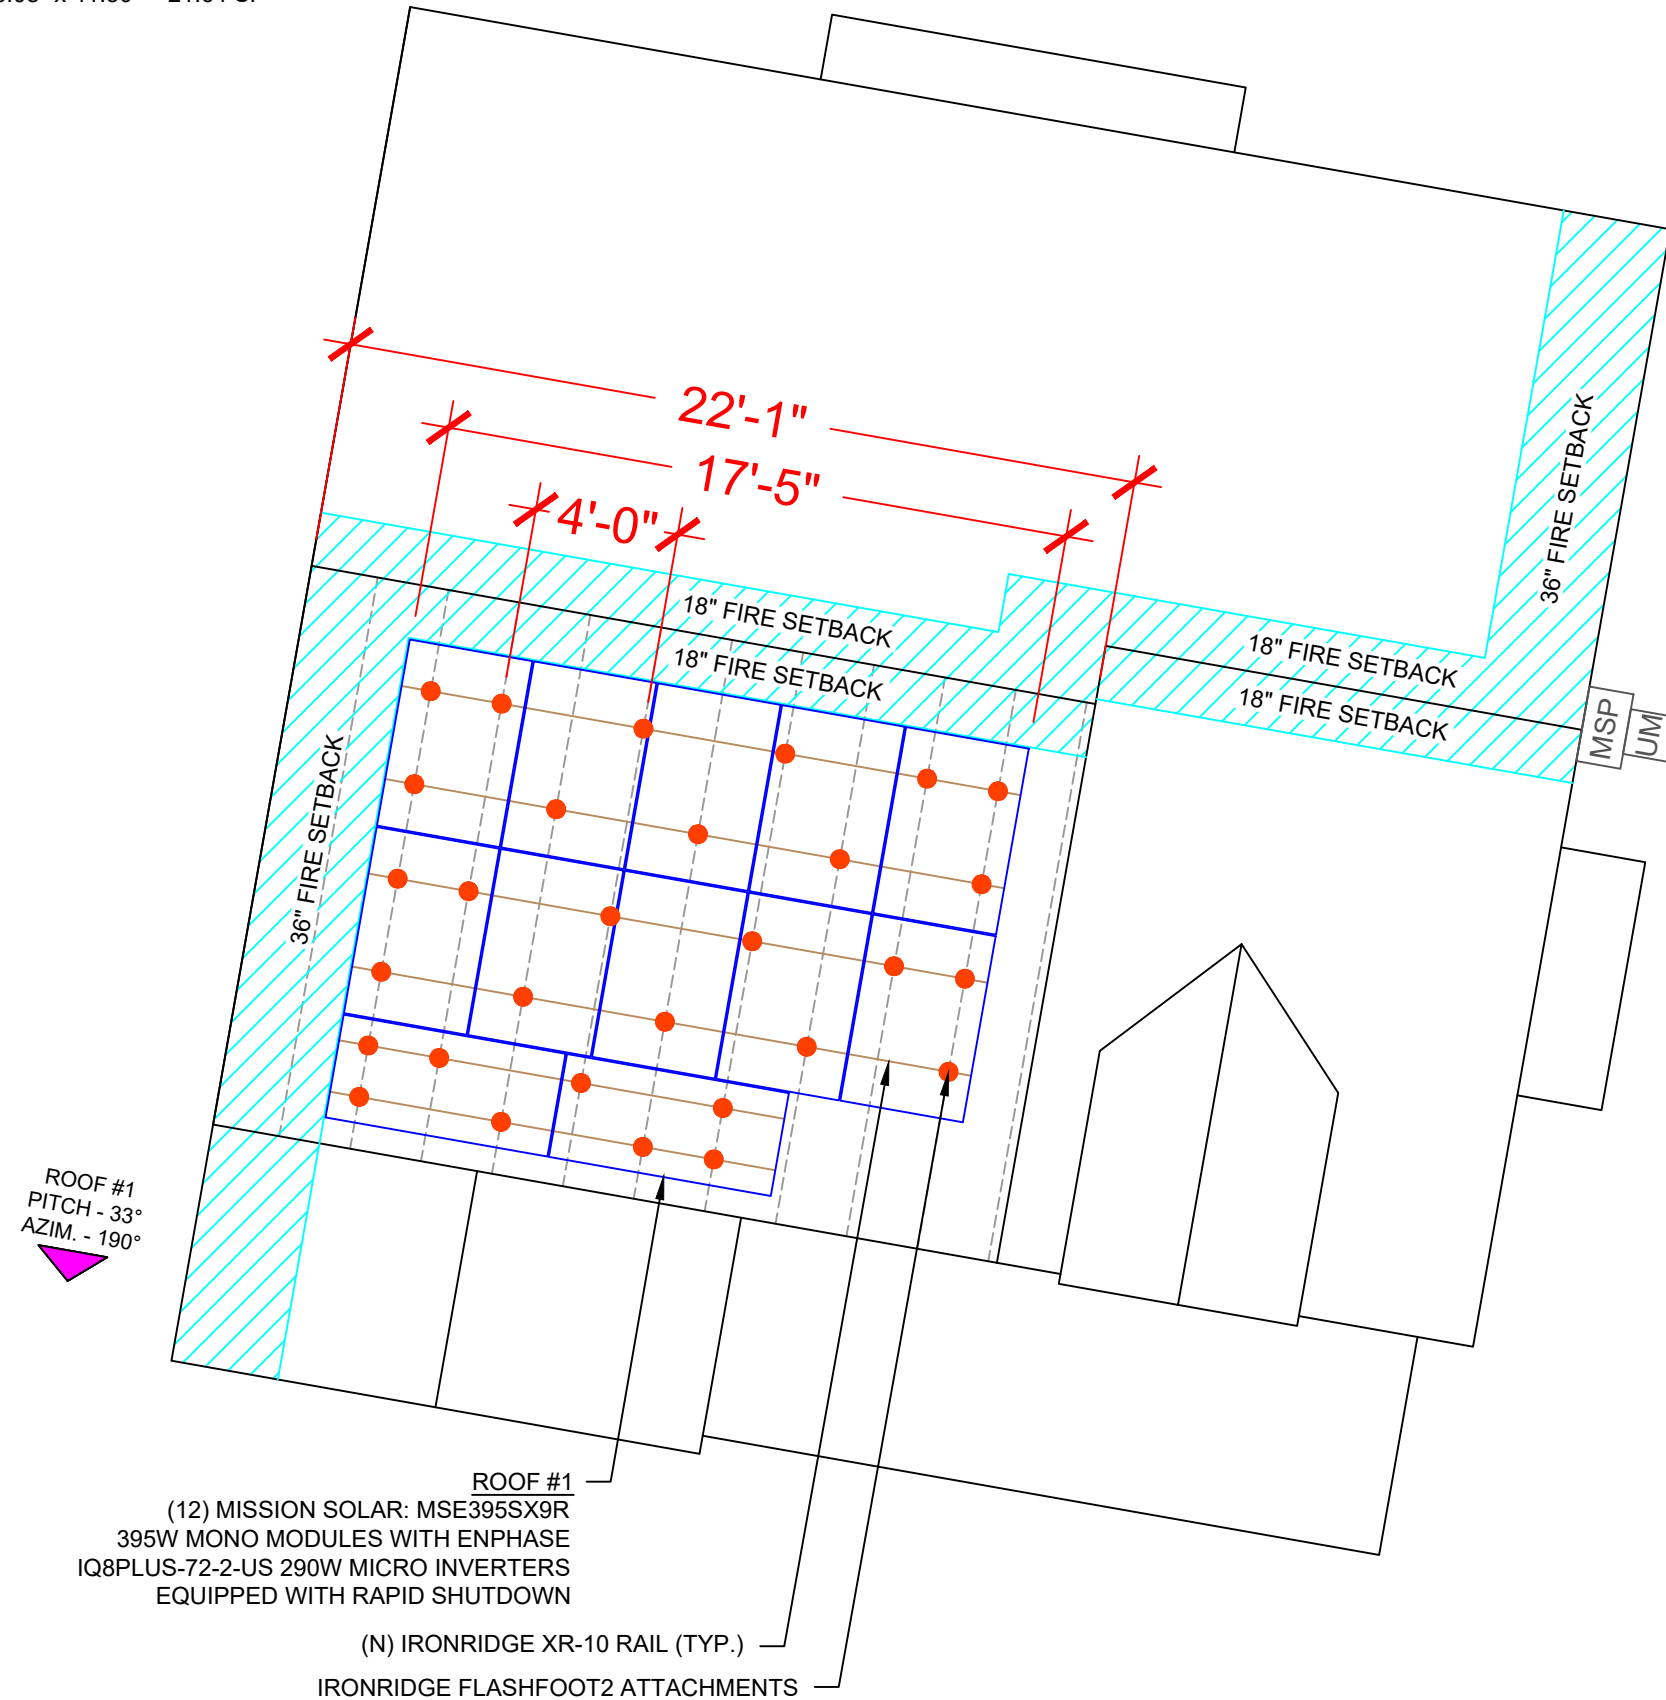 22'-1"
17'-5"
4'-0"
36" FIRE SETBACK
18" FIRE SETBACK
18" FIRE SETBACK
18" FIRE SETBACK
18" FIRE SETBACK
MSP
UM
36" FIRE SETBACK
ROOF #1
PITCH - 33°
AZIM. - 190°
ROOF #1
(12) MISSION SOLAR: MSE395SX9R
395W MONO MODULES WITH ENPHASE
IQ8PLUS-72-2-US 290W MICRO INVERTERS
EQUIPPED WITH RAPID SHUTDOWN
(N) IRONRIDGE XR-10 RAIL (TYP.)
IRONRIDGE FLASHFOOT2 ATTACHMENTS